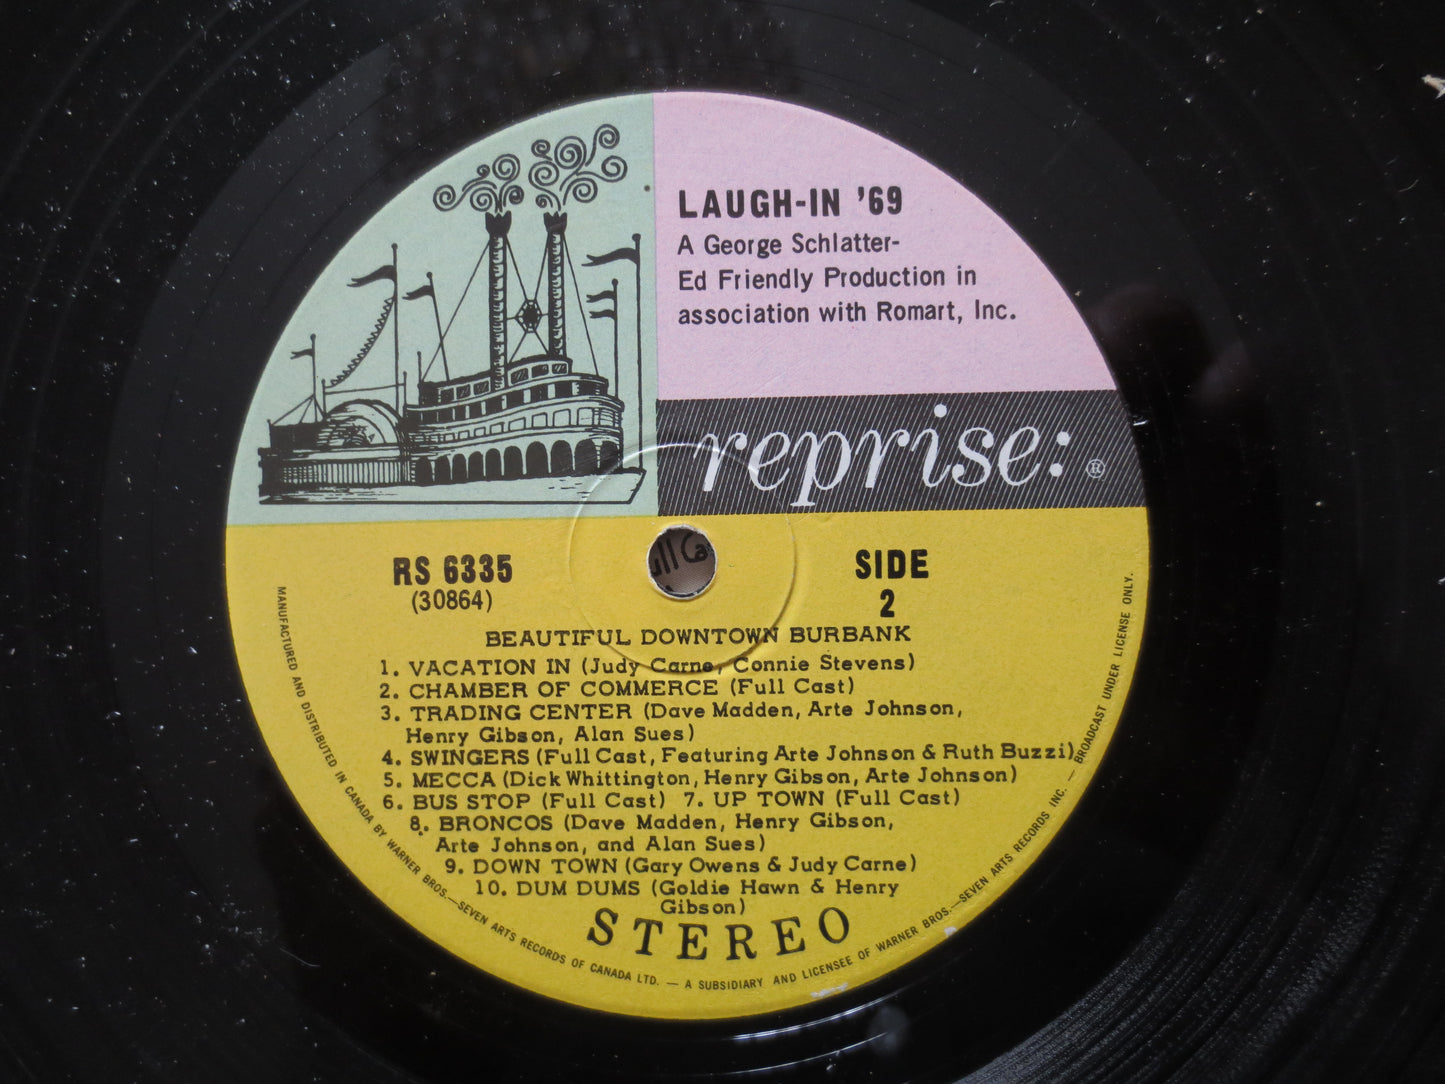 LAUGH-IN '69
A George Schlatter-
Ed Friendly Production in
association with Romart, Inc.
reprise: ®
RS 6335
(30864)
SIDE
2
BEAUTIFUL DOWNTOWN BURBANK
1. VACATION IN (Judy Carne, Connie Stevens)
2. CHAMBER OF COMMERCE (Full Cast)
3. TRADING CENTER (Dave Madden, Arte Johnson,
Henry Gibson, Alan Sues)
4. SWINGERS (Full Cast, Featuring Arte Johnson & Ruth Buzzi)
5. MECCA (Dick Whittington, Henry Gibson, Arte Johnson)
6. BUS STOP (Full Cast) 7. UP TOWN (Full Cast)
8. BRONCOS (Dave Madden, Henry Gibson,
Arte Johnson, and Alan Sues)
9. DOWN TOWN (Gary Owens & Judy Carne)
10. DUM DUMS (Goldie Hawn & Henry
Gibson)
STEREO
MANUFACTURED AND DISTRIBUTED IN CANADA BY WARNER BROS.—SEVEN ARTS RECORDS OF CANADA LTD. — A SUBSIDIARY AND LICENSEE OF WARNER BROS.—SEVEN ARTS RECORDS INC. — BROADCAST UNDER LICENSE ONLY.